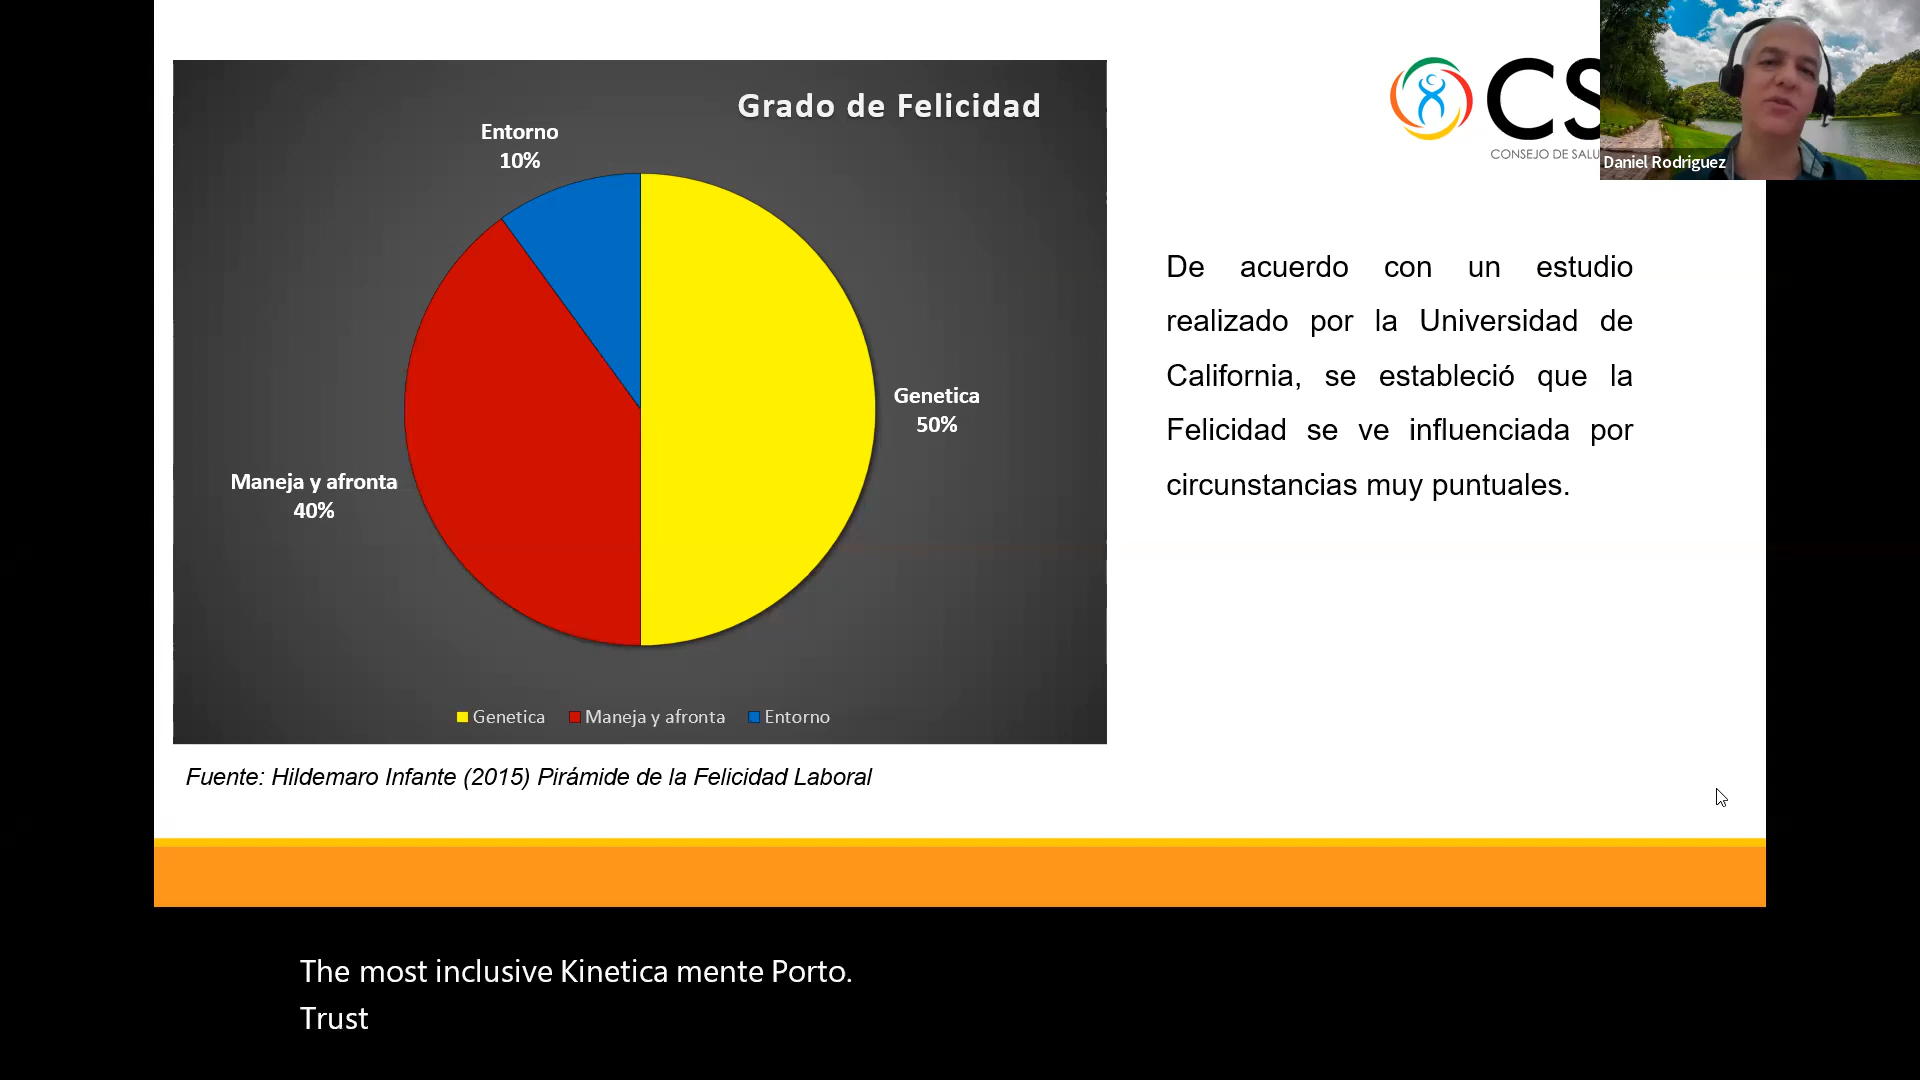 Grado de Felicidad
Entorno
10%
Genetica
50%
Maneja y afronta
40%
Genetica Maneja y afronta Entorno
Fuente: Hildemaro Infante (2015) Pirámide de la Felicidad Laboral
CS
CONSEJO DE SALU
Daniel Rodriguez
De acuerdo con un estudio
realizado por la Universidad de
California, se estableció que la
Felicidad se ve influenciada por
circunstancias muy puntuales.
The most inclusive Kinetica mente Porto.
Trust